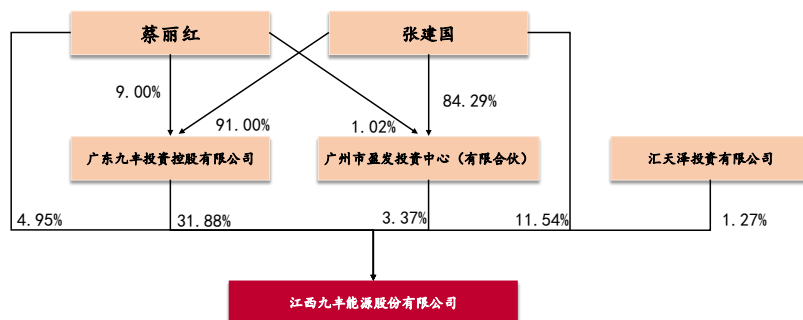 蔡丽红
张建国
9.00%
84.29%
91.00%
1.02%
广东九丰投资控股有限公司
广州市盈发投资中心（有限合伙）
汇天泽投资有限公司
4.95%
31.88%
3.37%
11.54%
1.27%
江西九丰能源股份有限公司